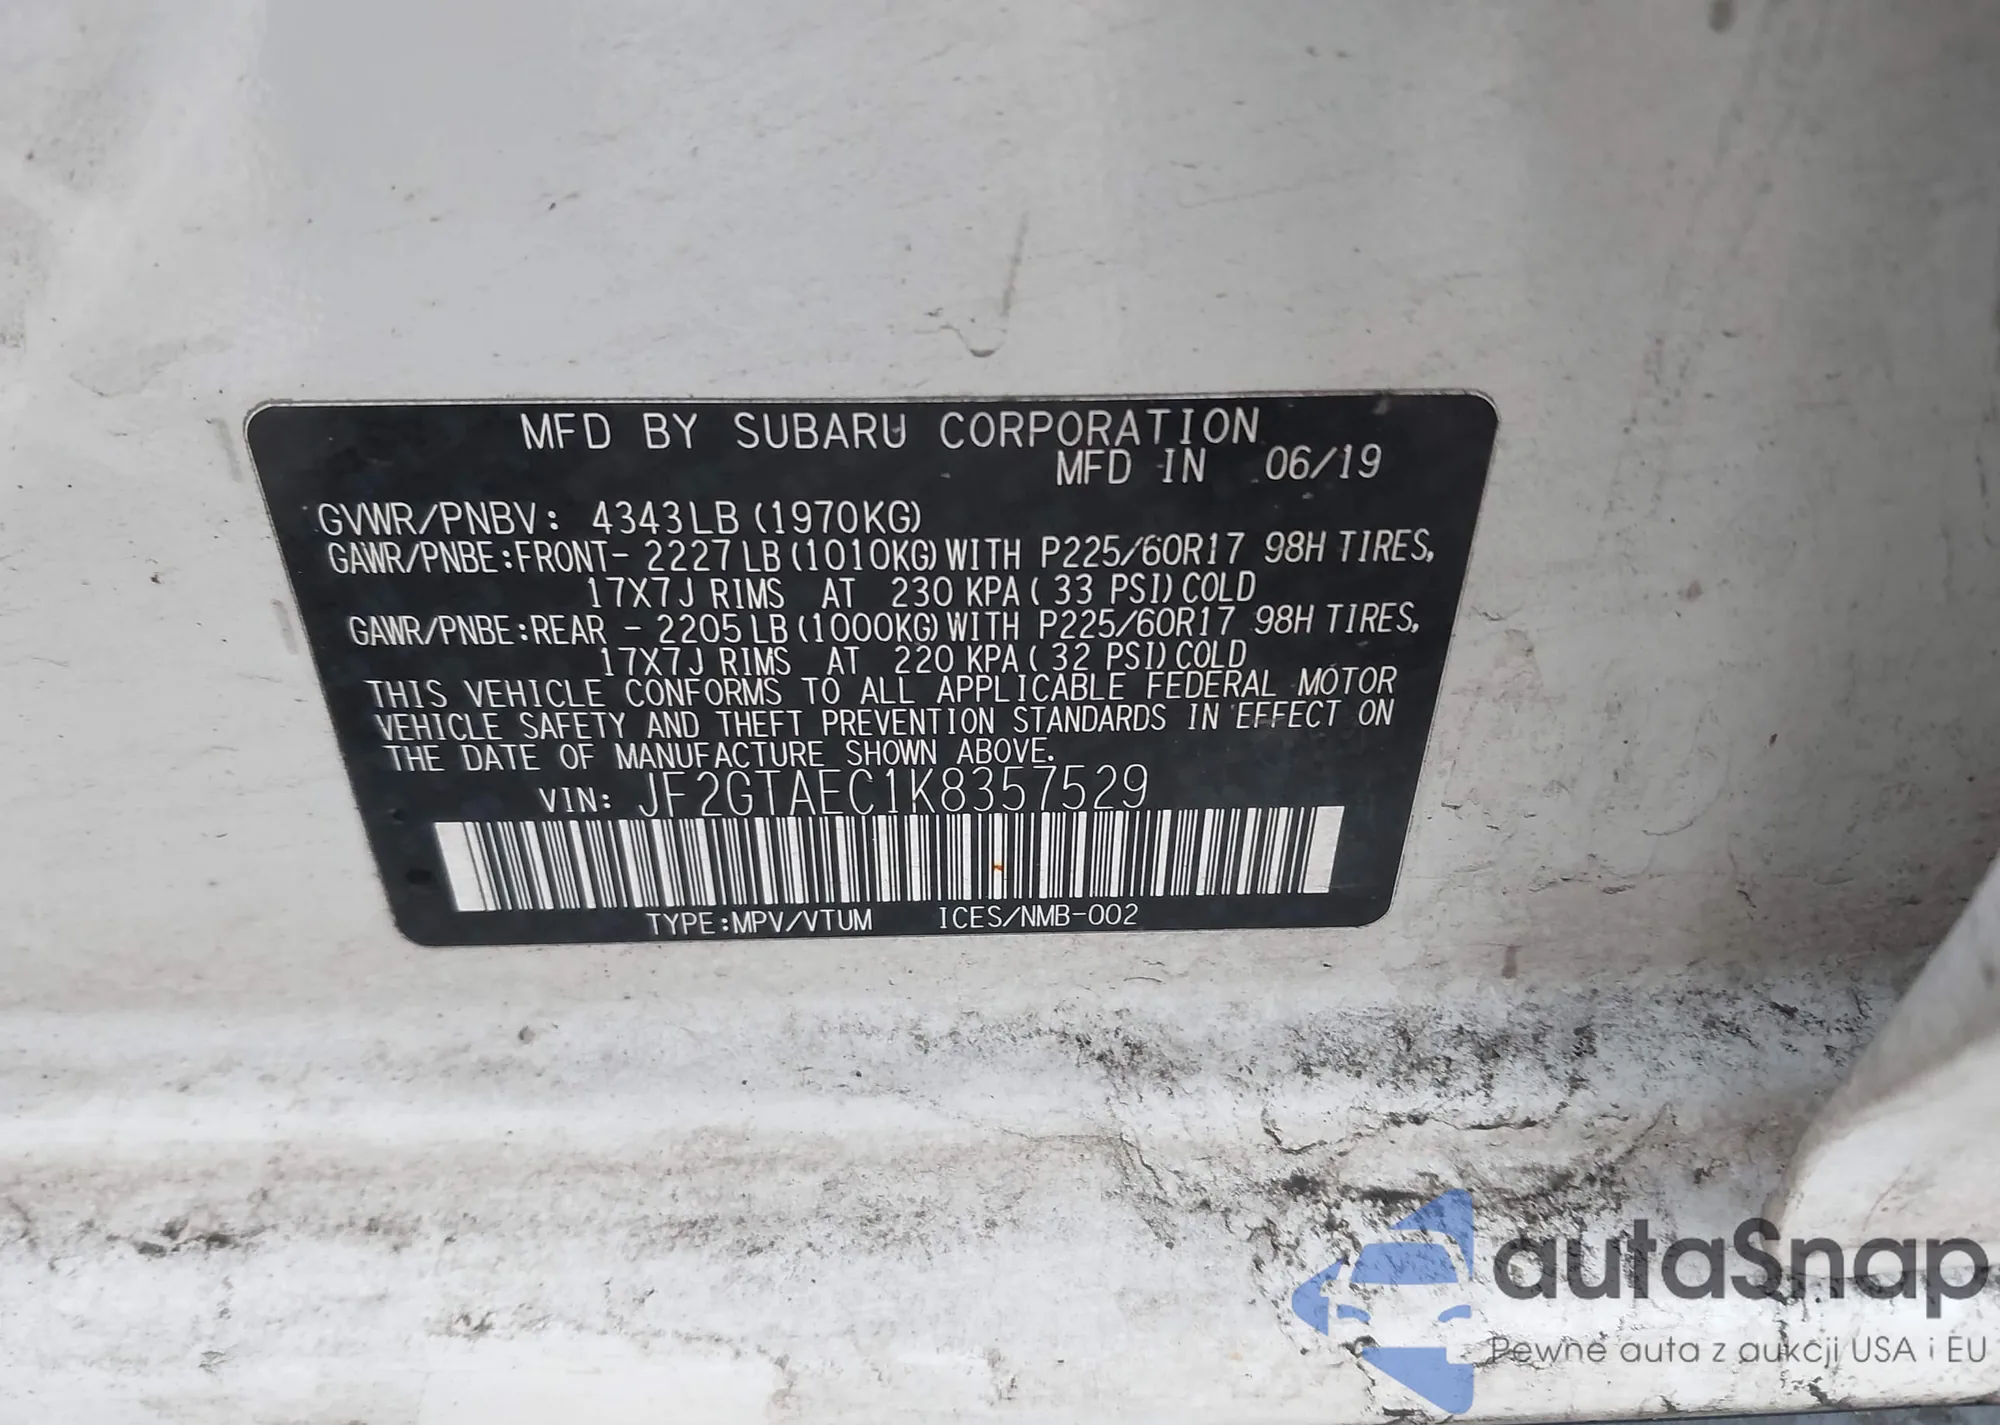 MFD BY SUBARU CORPORATION
MFD IN 06/19
GVWR/PNBV: 4343LB (1970KG)
GAWR/PNBE:FRONT- 2227LB (1010KG) WITH P225/60R17 98H TIRES,
17X7J RIMS AT 230 KPA ( 33 PSI) COLD
GAWR/PNBE:REAR - 2205LB (1000KG) WITH P225/60R17 98H TIRES,
17X7J RIMS AT 220 KPA ( 32 PSI) COLD
THIS VEHICLE CONFORMS TO ALL APPLICABLE FEDERAL MOTOR
VEHICLE SAFETY AND THEFT PREVENTION STANDARDS IN EFFECT ON
THE DATE OF MANUFACTURE SHOWN ABOVE.
VIN: JF2GTAEC1K8357529
TYPE:MPV/VTUM ICES/NMB-002
autaSnap
Pewne auta z aukcji USA i EU